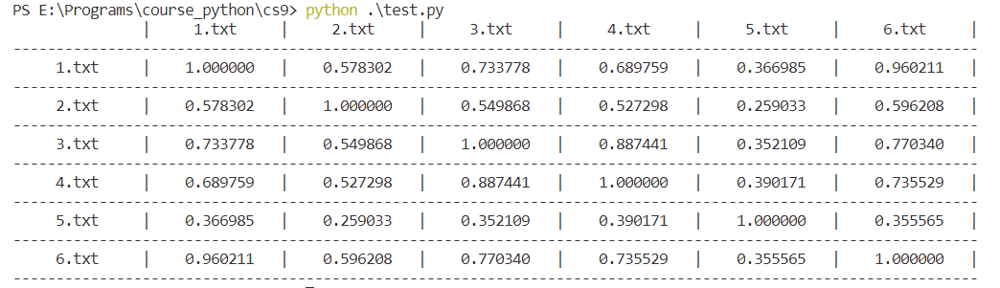 PS E:\Programs\course_python\cs9> python .\test.py
| 1.txt | 2.txt | 3.txt | 4.txt | 5.txt | 6.txt |
-----------------------------------------------------------------------------------------------------
1.txt | 1.000000 | 0.578302 | 0.733778 | 0.689759 | 0.366985 | 0.960211 |
-----------------------------------------------------------------------------------------------------
2.txt | 0.578302 | 1.000000 | 0.549868 | 0.527298 | 0.259033 | 0.596208 |
-----------------------------------------------------------------------------------------------------
3.txt | 0.733778 | 0.549868 | 1.000000 | 0.887441 | 0.352109 | 0.770340 |
-----------------------------------------------------------------------------------------------------
4.txt | 0.689759 | 0.527298 | 0.887441 | 1.000000 | 0.390171 | 0.735529 |
-----------------------------------------------------------------------------------------------------
5.txt | 0.366985 | 0.259033 | 0.352109 | 0.390171 | 1.000000 | 0.355565 |
-----------------------------------------------------------------------------------------------------
6.txt | 0.960211 | 0.596208 | 0.770340 | 0.735529 | 0.355565 | 1.000000 |
-----------------------------------------------------------------------------------------------------